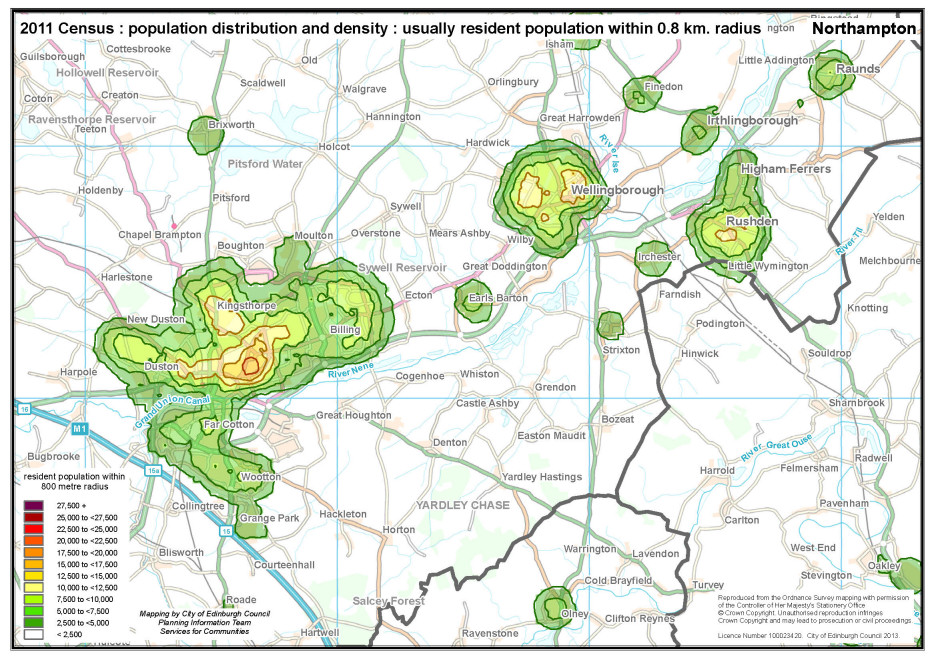 2011 Census : population distribution and density : usually resident population within 0.8 km. radius
Northampton
ngton
Isham
Guilsborough
Cottesbrooke
Old
Little Addington
Raunds
Hollowell Reservoir
Scaldwell
Orlingbury
Finedon
Coton
Creaton
Walgrave
Ravensthorpe Reservoir
Teeton
Brixworth
Hannington
Great Harrowden
Irthlingborough
Holcot
Hardwick
River Ise
Pitsford Water
Higham Ferrers
Holdenby
Pitsford
Wellingborough
Sywell
Rushden
Yelden
Chapel Brampton
Moulton
Overstone
Mears Ashby
Wilby
River Til
Boughton
Irchester
Melchbourne
Harlestone
Sywell Reservoir
Great Doddington
Little Wymington
Ecton
Earls Barton
Farndish
Kingsthorpe
Knotting
New Duston
Billing
Podington
Strixton
Hinwick
Souldrop
Duston
Harpole
River Nene
Cogenhoe
Whiston
Grendon
Grand Union Canal
Castle Ashby
Sharnbrook
16
Great Houghton
Bozeat
Far Cotton
M1
Denton
Easton Maudit
River Great Ouse
Bugbrooke
Radwell
15a
Harrold
Felmersham
Wootton
Yardley Hastings
resident population within
800 metre radius
27,500 +
25,000 to <27,500
22,500 to <25,000
20,000 to <22,500
17,500 to <20,000
15,000 to <17,500
12,500 to <15,000
10,000 to <12,500
7,500 to <10,000
5,000 to <7,500
2,500 to <5,000
< 2,500
Collingtree
YARDLEY CHASE
Pavenham
Grange Park
Hackleton
Carlton
15
Horton
Blisworth
Warrington
Lavendon
West End
Courteenhall
Oakley
Stevington
Cold Brayfield
Turvey
Roade
Salcey Forest
Olney
Clifton Reynes
Hartwell
Ravenstone
Mapping by City of Edinburgh Council
Planning Information Team
Services for Communities
Reproduced from the Ordnance Survey mapping with permission
of the Controller of Her Majesty's Stationery Office
© Crown Copyright. Unauthorised reproduction infringes
Crown Copyright and may lead to prosecution or civil proceedings
Licence Number 100023420. City of Edinburgh Council 2013.